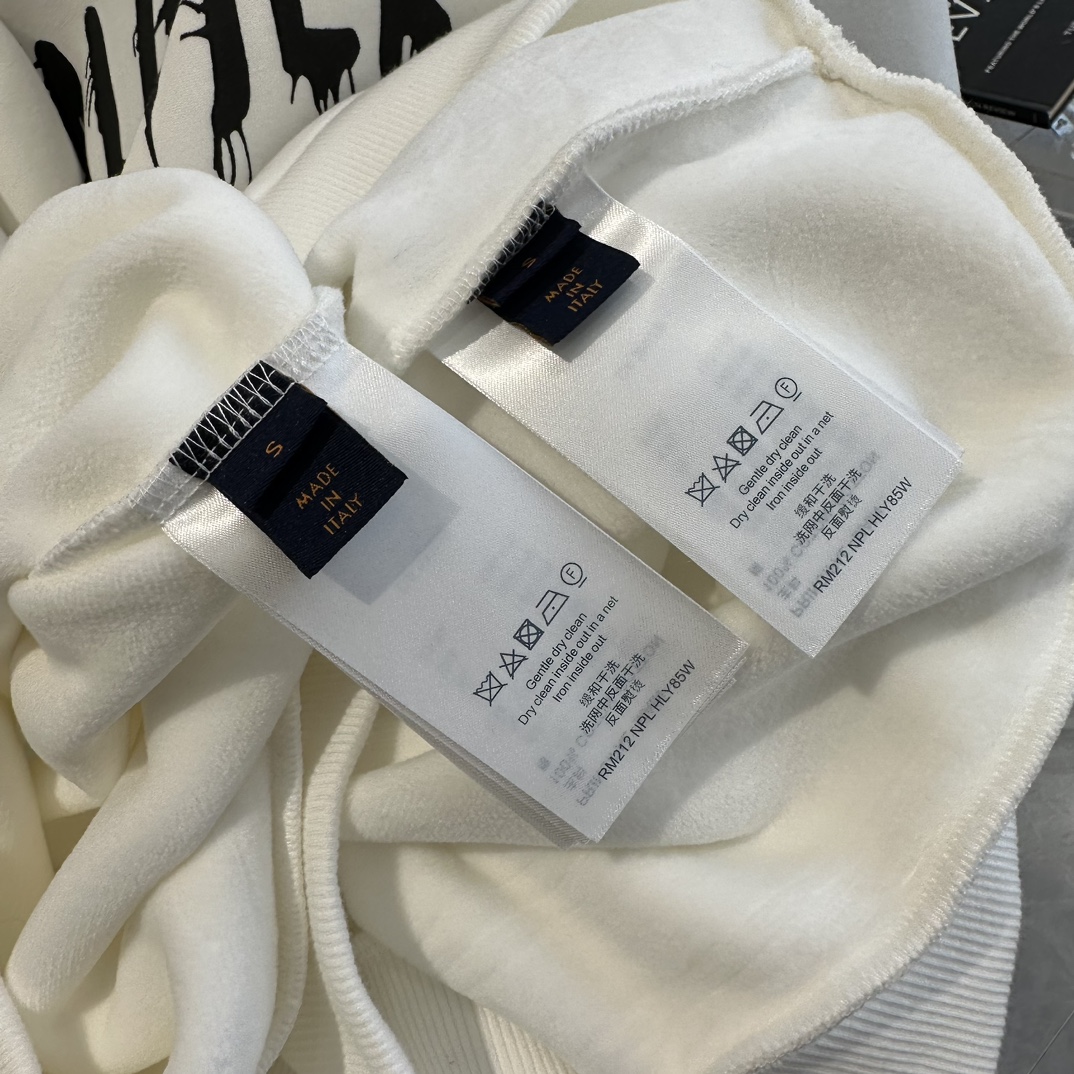 S
MADE
IN
ITALY
Gentle dry clean
Dry clean inside out in a net
Iron inside out
缓和干洗
洗网中反面干洗
反面熨烫
RM212 NPL HLY85W
S
MADE
IN
ITALY
F
Gentle dry clean
Dry clean inside out in a net
Iron inside out
缓和干洗
洗网中反面干洗
反面熨烫
RM212 NPL HLY85W